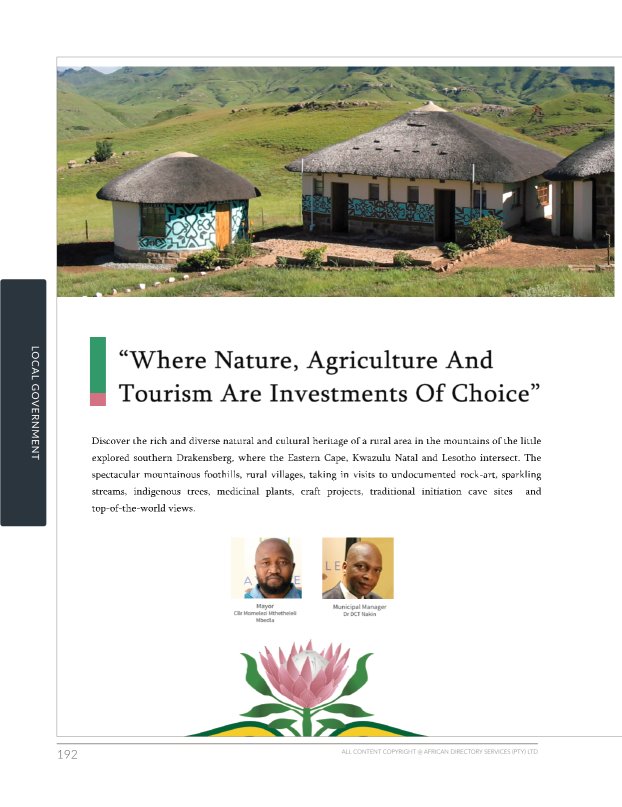 LOCAL GOVERNMENT
“Where Nature, Agriculture And
Tourism Are Investments Of Choice”
Discover the rich and diverse natural and cultural heritage of a rural area in the mountains of the little
explored southern Drakensberg, where the Eastern Cape, Kwazulu Natal and Lesotho intersect. The
spectacular mountainous foothills, rural villages, taking in visits to undocumented rock-art, sparkling
streams, indigenous trees, medicinal plants, craft projects, traditional initiation cave sites and
top-of-the-world views.
A E
LE
Mayor
Cllr Momelezi Mthetheleli
Mbedla
Municipal Manager
Dr DCT Nakin
192
ALL CONTENT COPYRIGHT @ AFRICAN DIRECTORY SERVICES (PTY) LTD